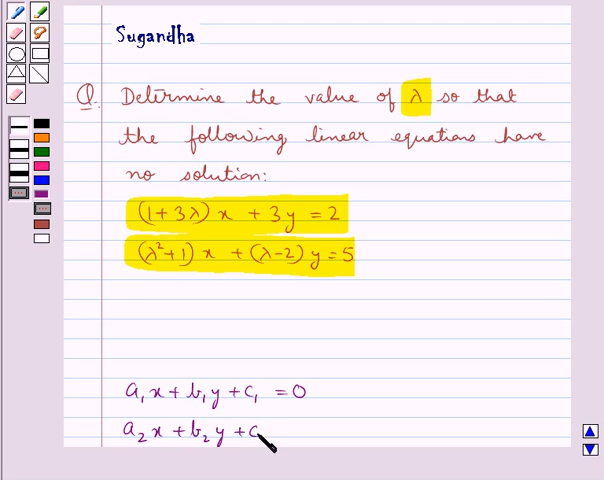 Sugandha
Q. Determine the value of λ so that
the following linear equations have
no solution:
(1+3λ)x + 3y = 2
(λ²+1)x + (λ-2)y = 5
a₁x + b₁y + c₁ = 0
a₂x + b₂y + c